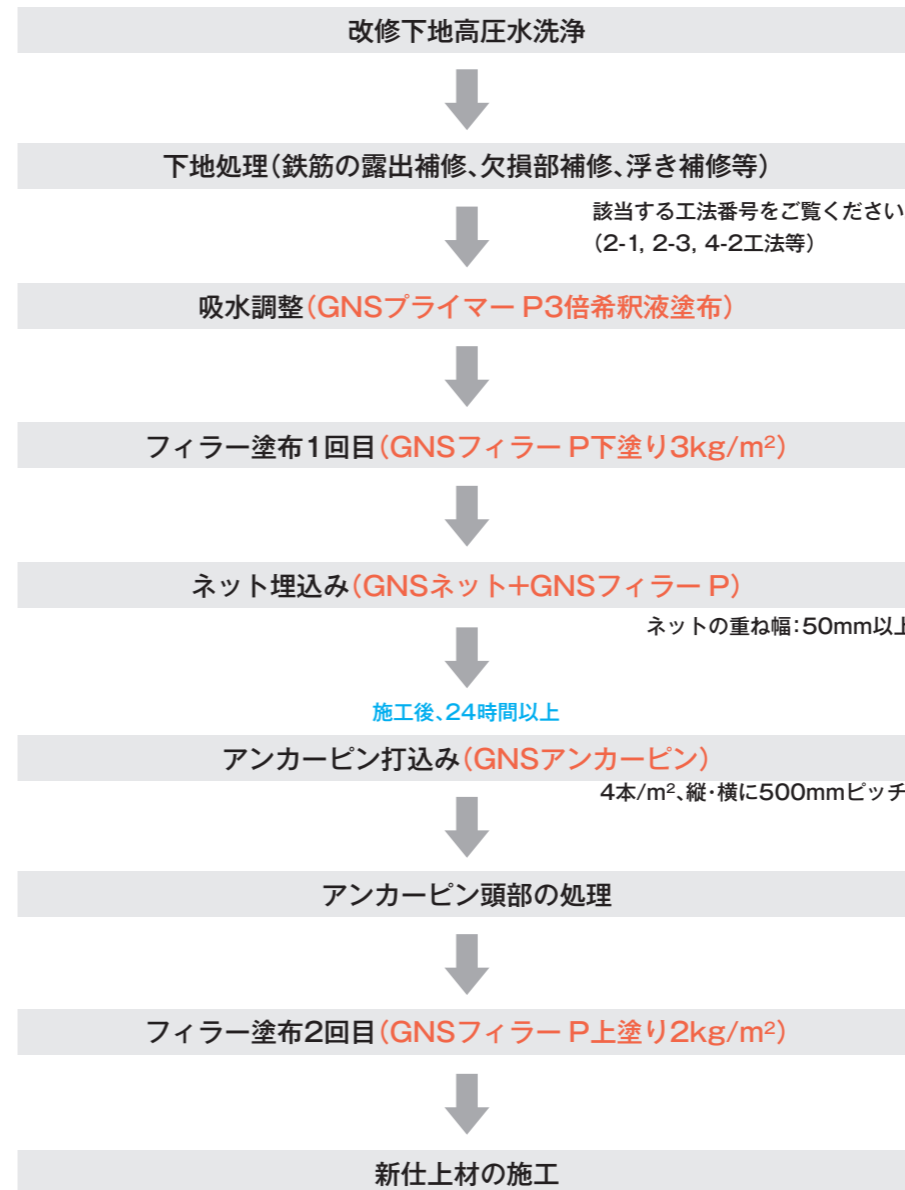 改修下地高圧水洗浄
下地処理（鉄筋の露出補修、欠損部補修、浮き補修等）
該当する工法番号をご覧ください
（2-1, 2-3, 4-2工法等）
吸水調整（GNSプライマー P3倍希釈液塗布）
フィラー塗布1回目（GNSフィラー P下塗り3kg/m²）
ネット埋込み（GNSネット+GNSフィラー P）
ネットの重ね幅：50mm以上
施工後、24時間以上
アンカーピン打込み（GNSアンカーピン）
4本/m²、縦・横に500mmピッチ
アンカーピン頭部の処理
フィラー塗布2回目（GNSフィラー P上塗り2kg/m²）
新仕上材の施工